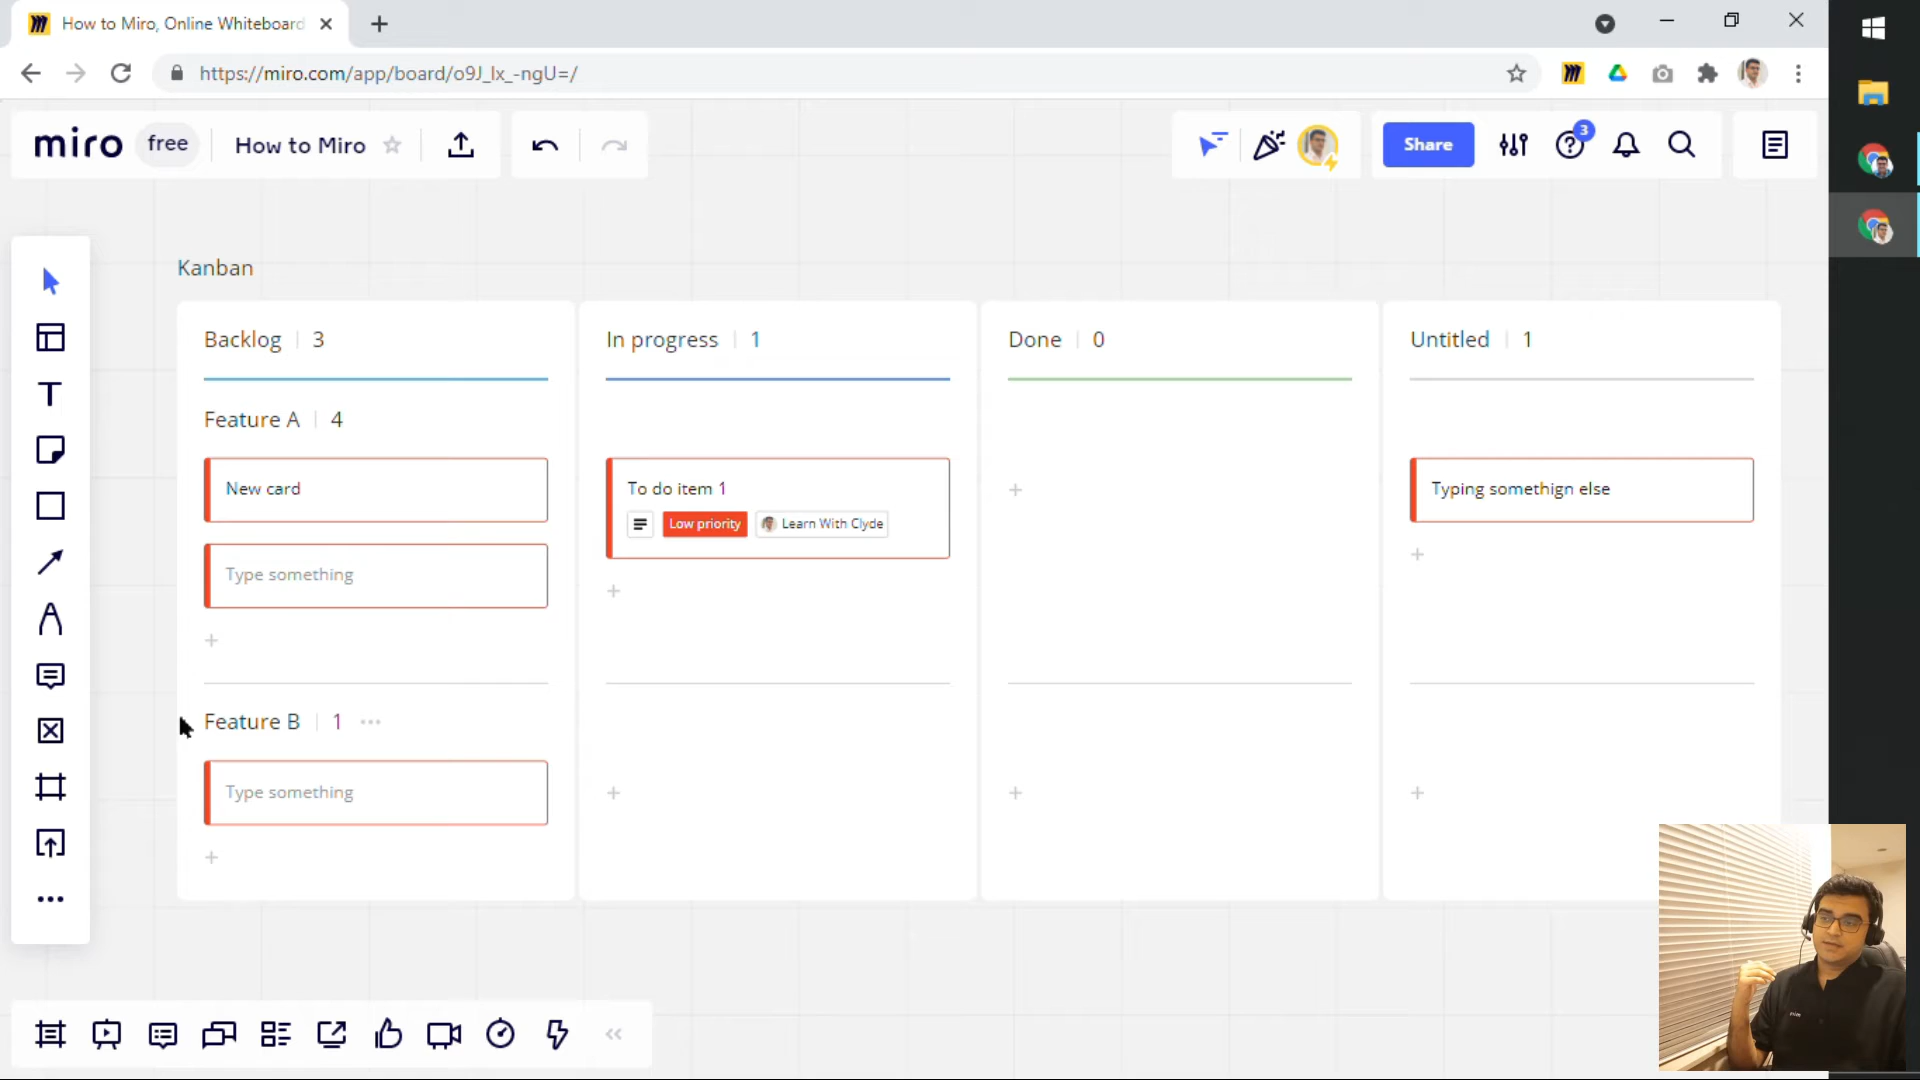 How to Miro, Online Whiteboard
https://miro.com/app/board/o9J_lx_-ngU=/
miro
free
How to Miro
Share
3
Kanban
Backlog 3
In progress 1
Done 0
Untitled 1
Feature A 4
New card
To do item 1
Typing somethign else
Low priority
Learn With Clyde
Type something
Feature B 1
Type something